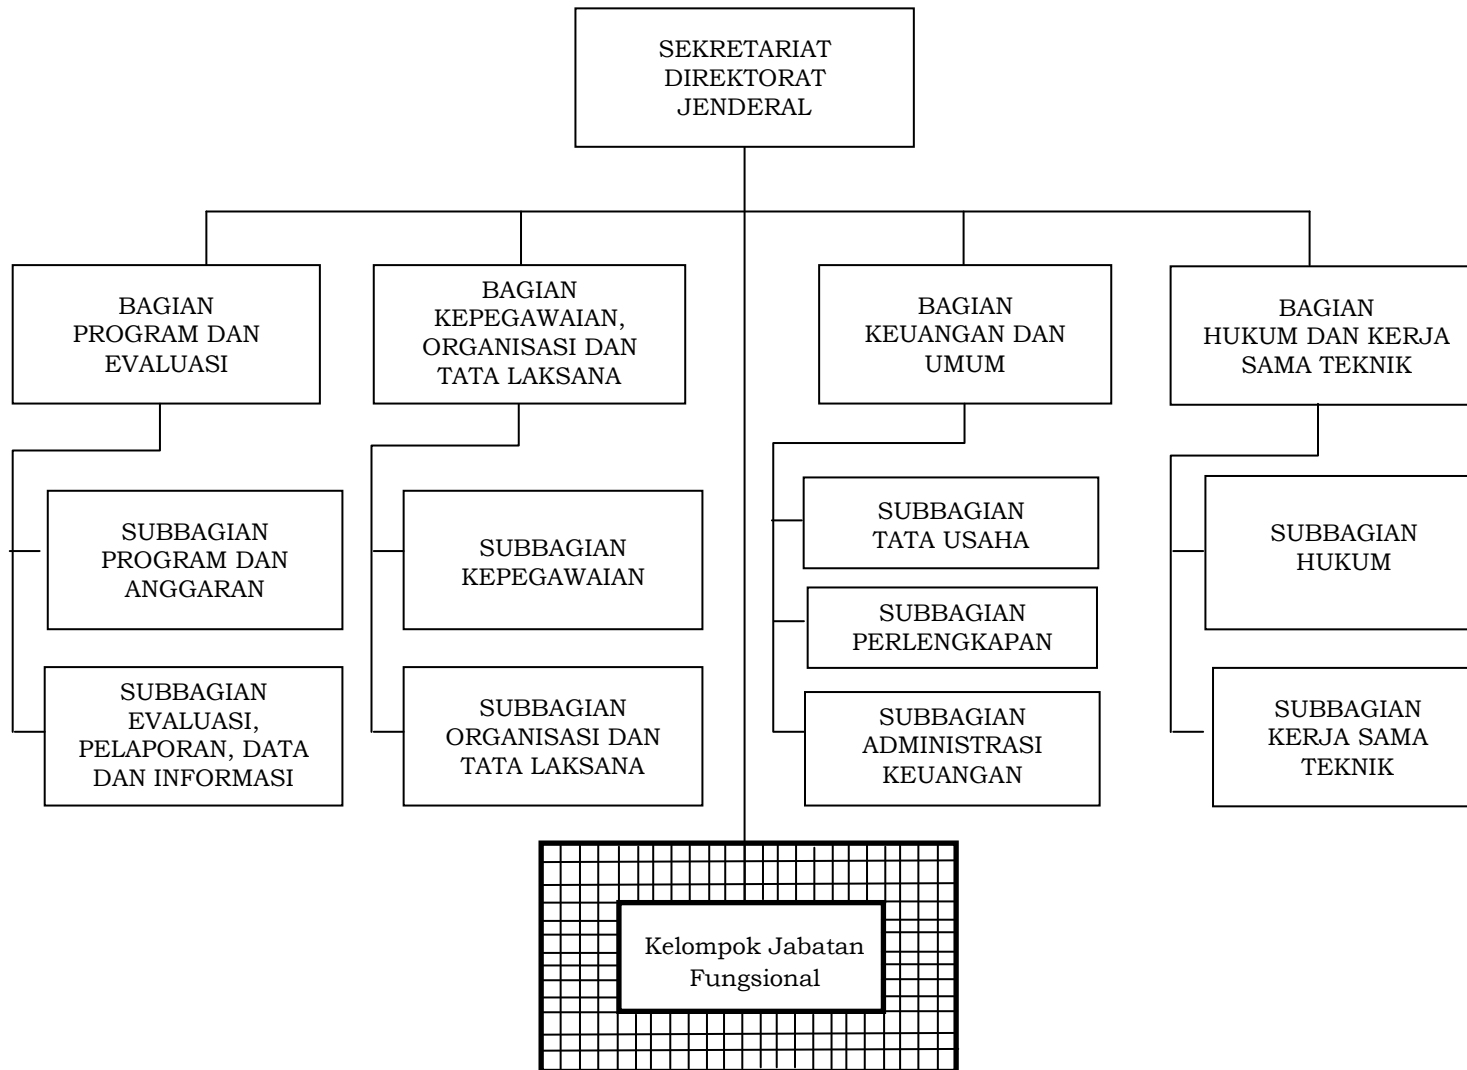 SEKRETARIAT
DIREKTORAT
JENDERAL
BAGIAN
PROGRAM DAN
EVALUASI
BAGIAN
KEPEGAWAIAN,
ORGANISASI DAN
TATA LAKSANA
BAGIAN
KEUANGAN DAN
UMUM
BAGIAN
HUKUM DAN KERJA
SAMA TEKNIK
SUBBAGIAN
PROGRAM DAN
ANGGARAN
SUBBAGIAN
KEPEGAWAIAN
SUBBAGIAN
TATA USAHA
SUBBAGIAN
HUKUM
SUBBAGIAN
PERLENGKAPAN
SUBBAGIAN
EVALUASI,
PELAPORAN, DATA
DAN INFORMASI
SUBBAGIAN
ORGANISASI DAN
TATA LAKSANA
SUBBAGIAN
ADMINISTRASI
KEUANGAN
SUBBAGIAN
KERJA SAMA
TEKNIK
Kelompok Jabatan
Fungsional